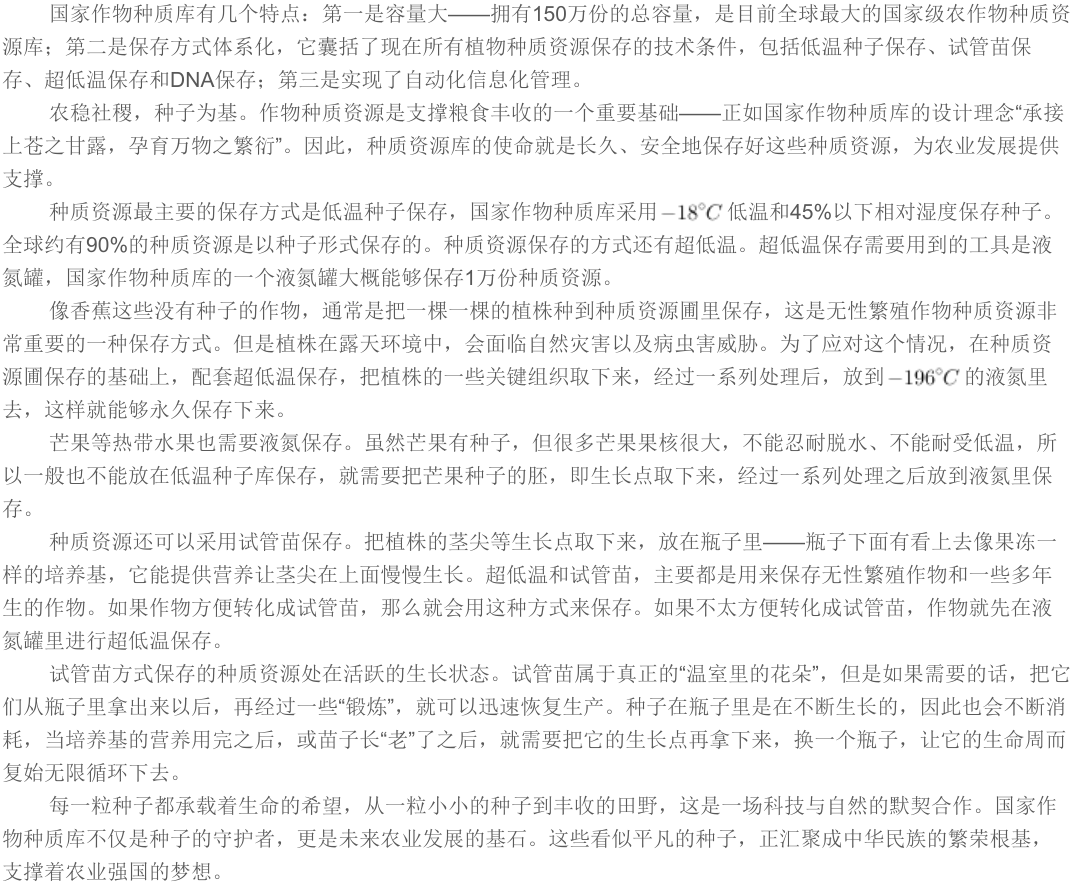 国家作物种质库有几个特点：第一是容量大——拥有150万份的总容量，是目前全球最大的国家级农作物种质资
源库；第二是保存方式体系化，它囊括了现在所有植物种质资源保存的技术条件，包括低温种子保存、试管苗保
存、超低温保存和DNA保存；第三是实现了自动化信息化管理。
农稳社稷，种子为基。作物种质资源是支撑粮食丰收的一个重要基础——正如国家作物种质库的设计理念“承接
上苍之甘露，孕育万物之繁衍”。因此，种质资源库的使命就是长久、安全地保存好这些种质资源，为农业发展提供
支撑。
种质资源最主要的保存方式是低温种子保存，国家作物种质库采用−18°C低温和45%以下相对湿度保存种子。
全球约有90%的种质资源是以种子形式保存的。种质资源保存的方式还有超低温。超低温保存需要用到的工具是液
氮罐，国家作物种质库的一个液氮罐大概能够保存1万份种质资源。
像香蕉这些没有种子的作物，通常是把一棵一棵的植株种到种质资源圃里保存，这是无性繁殖作物种质资源非
常重要的一种保存方式。但是植株在露天环境中，会面临自然灾害以及病虫害威胁。为了应对这个情况，在种质资
源圃保存的基础上，配套超低温保存，把植株的一些关键组织取下来，经过一系列处理后，放到−196°C的液氮里
去，这样就能够永久保存下来。
芒果等热带水果也需要液氮保存。虽然芒果有种子，但很多芒果果核很大，不能忍耐脱水、不能耐受低温，所
以一般也不能放在低温种子库保存，就需要把芒果种子的胚，即生长点取下来，经过一系列处理之后放到液氮里保
存。
种质资源还可以采用试管苗保存。把植株的茎尖等生长点取下来，放在瓶子里——瓶子下面有看上去像果冻一
样的培养基，它能提供营养让茎尖在上面慢慢生长。超低温和试管苗，主要都是用来保存无性繁殖作物和一些多年
生的作物。如果作物方便转化成试管苗，那么就会用这种方式来保存。如果不太方便转化成试管苗，作物就先在液
氮罐里进行超低温保存。
试管苗方式保存的种质资源处在活跃的生长状态。试管苗属于真正的“温室里的花朵”，但是如果需要的话，把它
们从瓶子里拿出来以后，再经过一些“锻炼”，就可以迅速恢复生产。种子在瓶子里是在不断生长的，因此也会不断消
耗，当培养基的营养用完之后，或苗子长“老”了之后，就需要把它的生长点再拿下来，换一个瓶子，让它的生命周而
复始无限循环下去。
每一粒种子都承载着生命的希望，从一粒小小的种子到丰收的田野，这是一场科技与自然的默契合作。国家作
物种质库不仅是种子的守护者，更是未来农业发展的基石。这些看似平凡的种子，正汇聚成中华民族的繁荣根基，
支撑着农业强国的梦想。